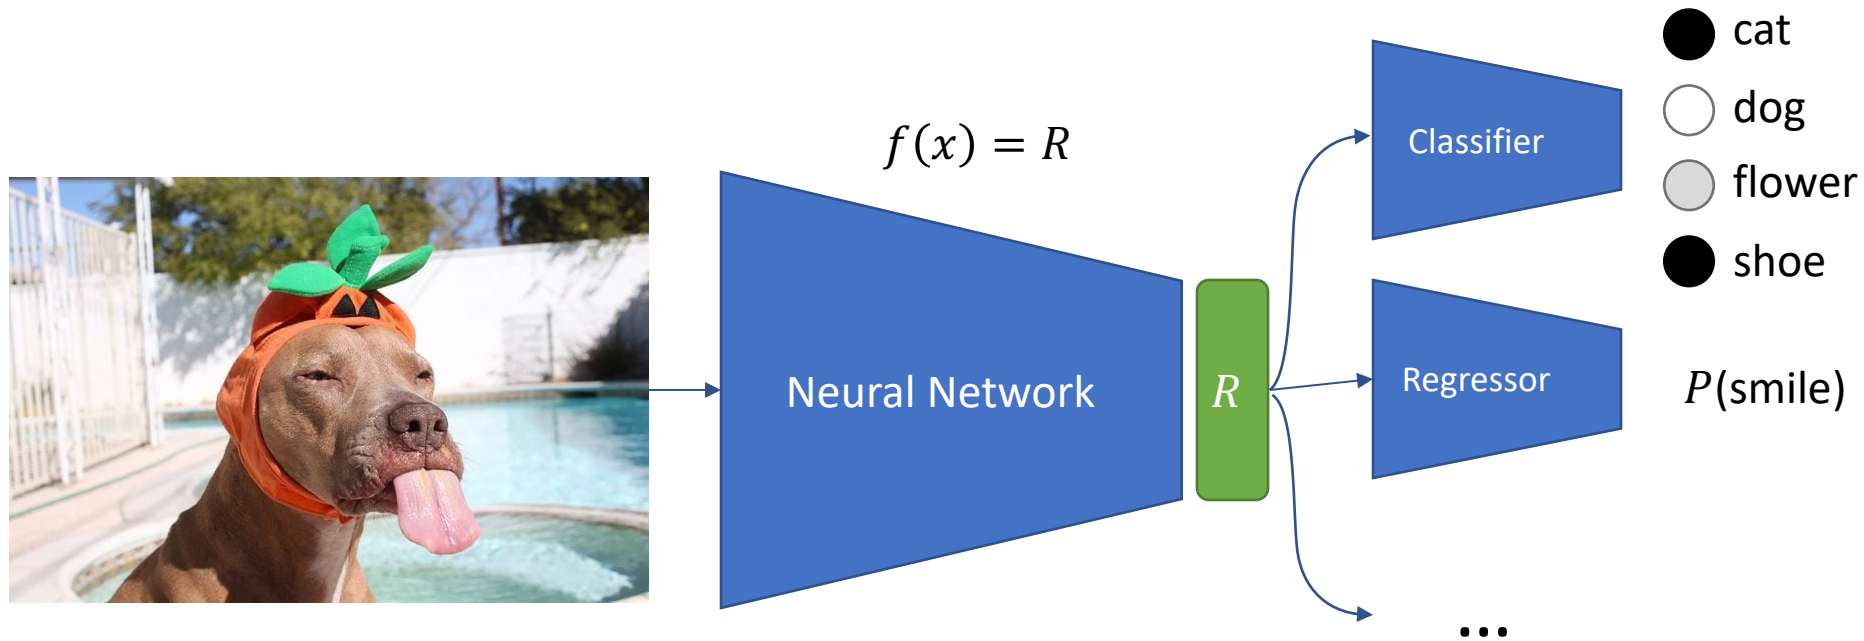 f(x) = R
Neural Network
R
Classifier
cat
dog
flower
shoe
Regressor
P(smile)
...